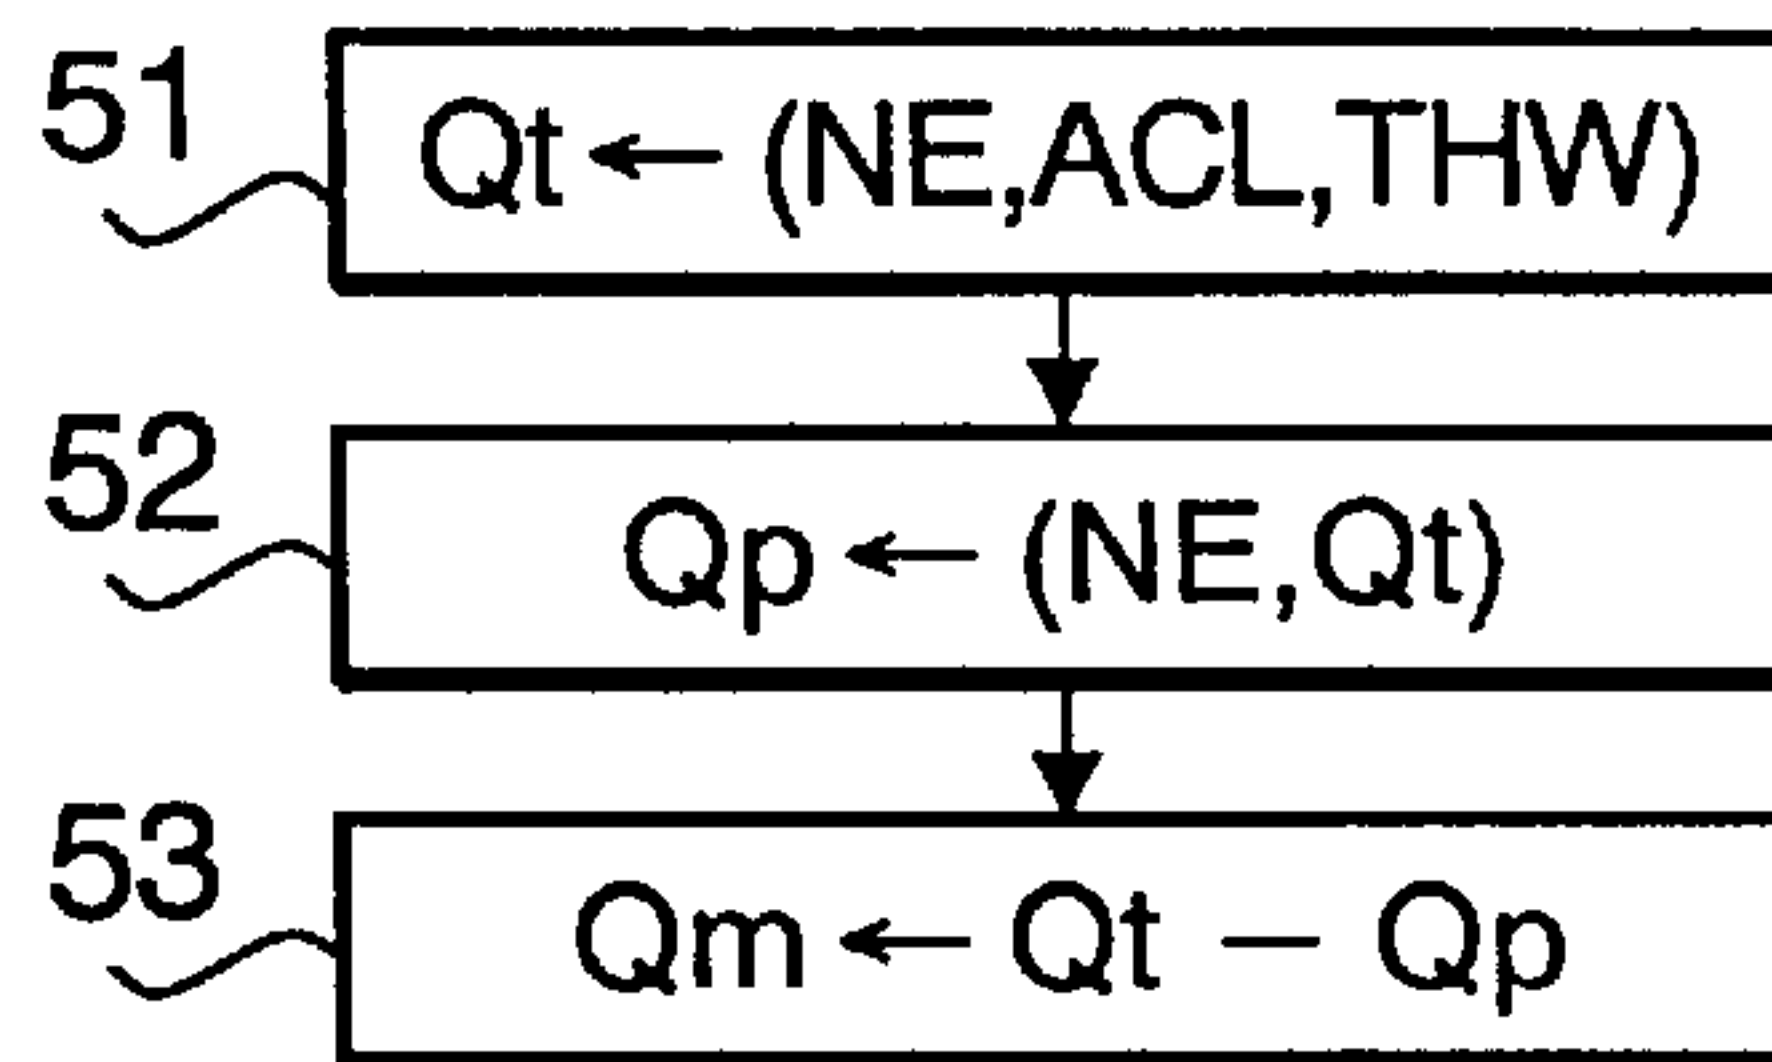 51
Qt ← (NE,ACL,THW)
52
Qp ← (NE,Qt)
53
Qm ← Qt − Qp